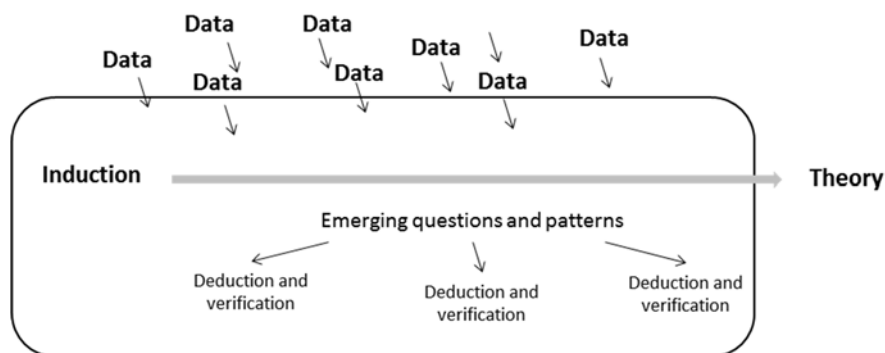 Data
Data
Data
Data
Data
Data
Data
Data
Induction
Theory
Emerging questions and patterns
Deduction and
verification
Deduction and
verification
Deduction and
verification